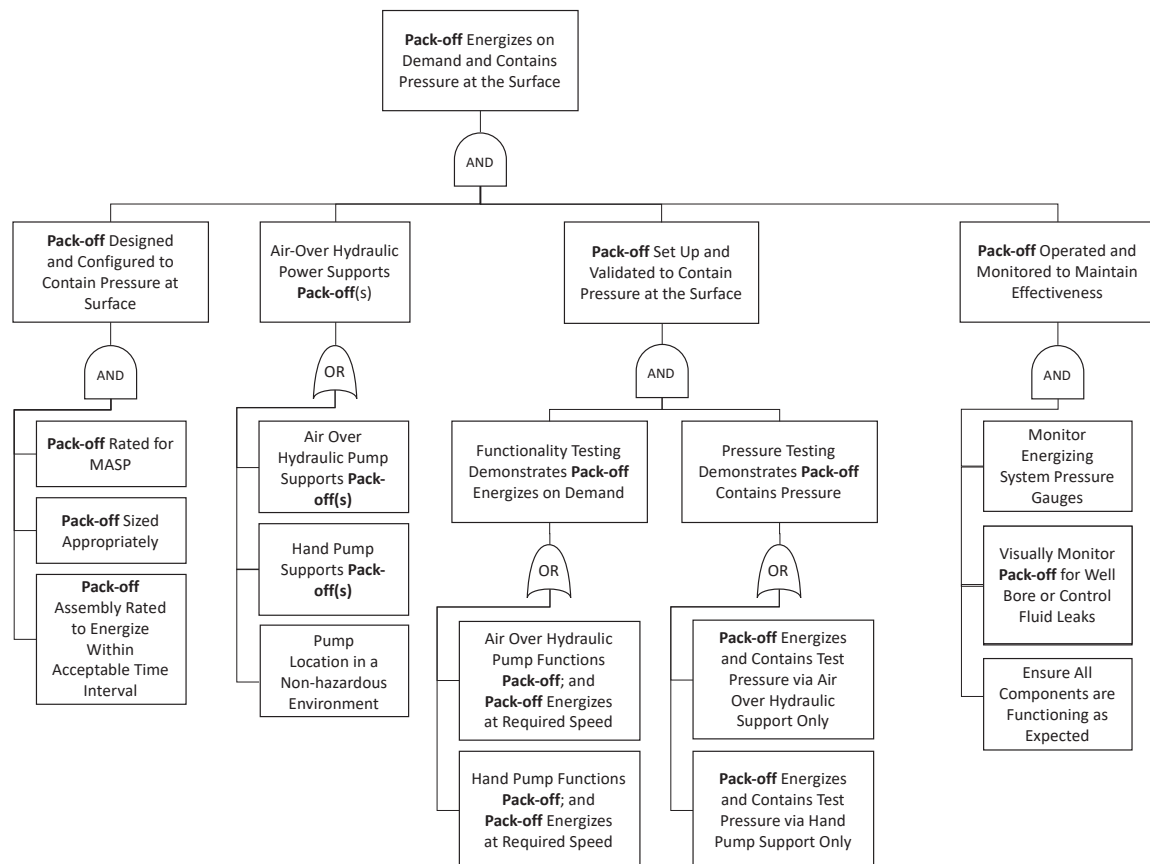 Pack-off Energizes on
Demand and Contains
Pressure at the Surface
AND
Pack-off Designed
and Configured to
Contain Pressure at
Surface
AND
Pack-off Rated for
MASP
Pack-off Sized
Appropriately
Pack-off
Assembly Rated
to Energize
Within
Acceptable Time
Interval
Air-Over Hydraulic
Power Supports
Pack-off(s)
OR
Air Over
Hydraulic Pump
Supports Pack-
off(s)
Hand Pump
Supports Pack-
off(s)
Pump
Location in a
Non-hazardous
Environment
Pack-off Set Up and
Validated to Contain
Pressure at the Surface
AND
Functionality Testing
Demonstrates Pack-off
Energizes on Demand
OR
Air Over Hydraulic
Pump Functions
Pack-off; and
Pack-off Energizes
at Required Speed
Hand Pump Functions
Pack-off; and
Pack-off Energizes
at Required Speed
Pressure Testing
Demonstrates Pack-off
Contains Pressure
OR
Pack-off Energizes
and Contains Test
Pressure via Air
Over Hydraulic
Support Only
Pack-off Energizes
and Contains Test
Pressure via Hand
Pump Support Only
Pack-off Operated and
Monitored to Maintain
Effectiveness
AND
Monitor
Energizing
System Pressure
Gauges
Visually Monitor
Pack-off for Well
Bore or Control
Fluid Leaks
Ensure All
Components are
Functioning as
Expected